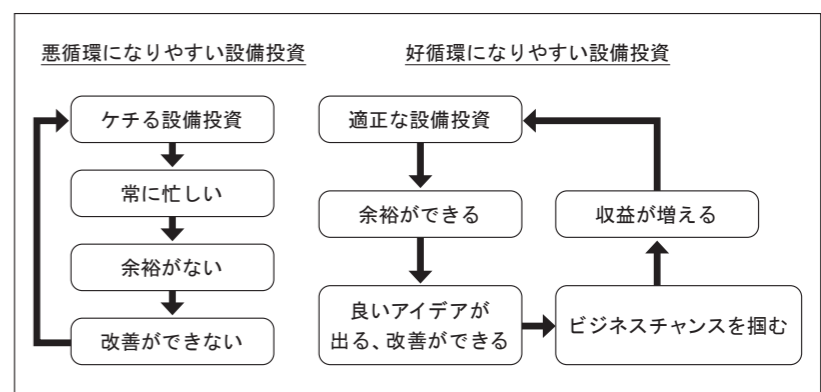 悪循環になりやすい設備投資
ケチる設備投資
常に忙しい
余裕がない
改善ができない
好循環になりやすい設備投資
適正な設備投資
余裕ができる
良いアイデアが
出る、改善ができる
ビジネスチャンスを掴む
収益が増える